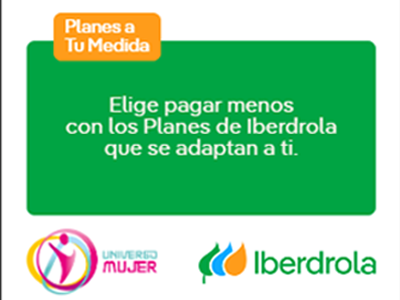 Planes a
Tu Medida
Elige pagar menos
con los Planes de Iberdrola
que se adaptan a ti.
UNIVERSO
MUJER
Iberdrola